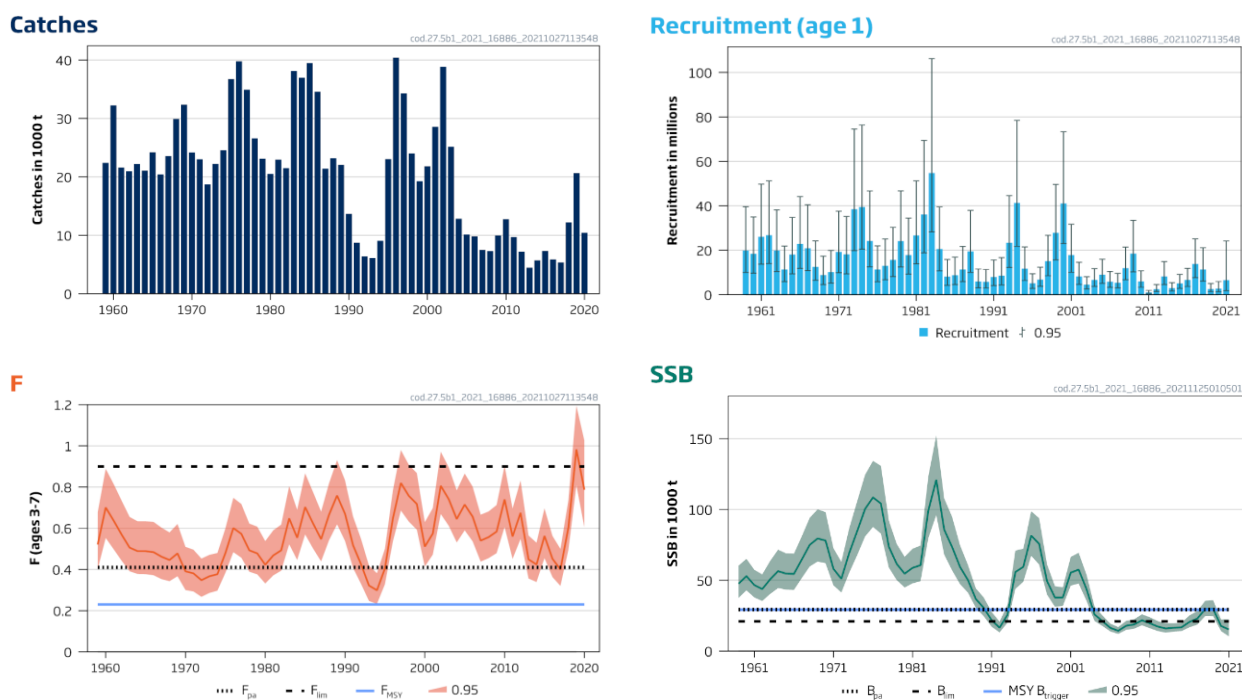 Catches
cod.27.5b1_2021_16886_20211027113548
Catches in 1000 t
40
30
20
10
0
1960 1970 1980 1990 2000 2010 2020
Recruitment (age 1)
cod.27.5b1_2021_16886_20211027113548
Recruitment in millions
100
80
60
40
20
0
1961 1971 1981 1991 2001 2011 2021
Recruitment 0.95
F
cod.27.5b1_2021_16886_20211027113548
F (ages 3-7)
1.2
1
0.8
0.6
0.4
0.2
0
1960 1970 1980 1990 2000 2010 2020
Fpa Flim FMSY 0.95
SSB
cod.27.5b1_2021_16886_20211125010501
SSB in 1000 t
150
100
50
0
1961 1971 1981 1991 2001 2011 2021
Bpa Blim MSY Btrigger 0.95